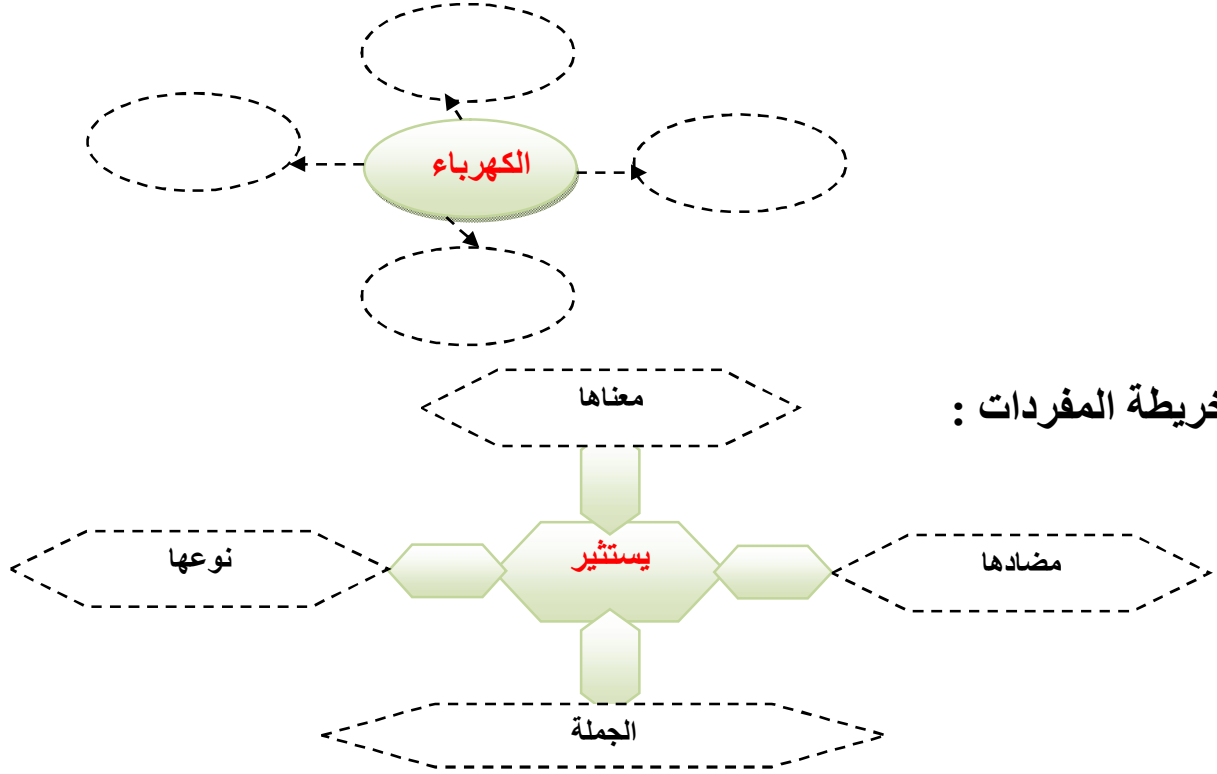 الكهرباء
خريطة المفردات :
معناها
مضادها
يستثير
نوعها
الجملة